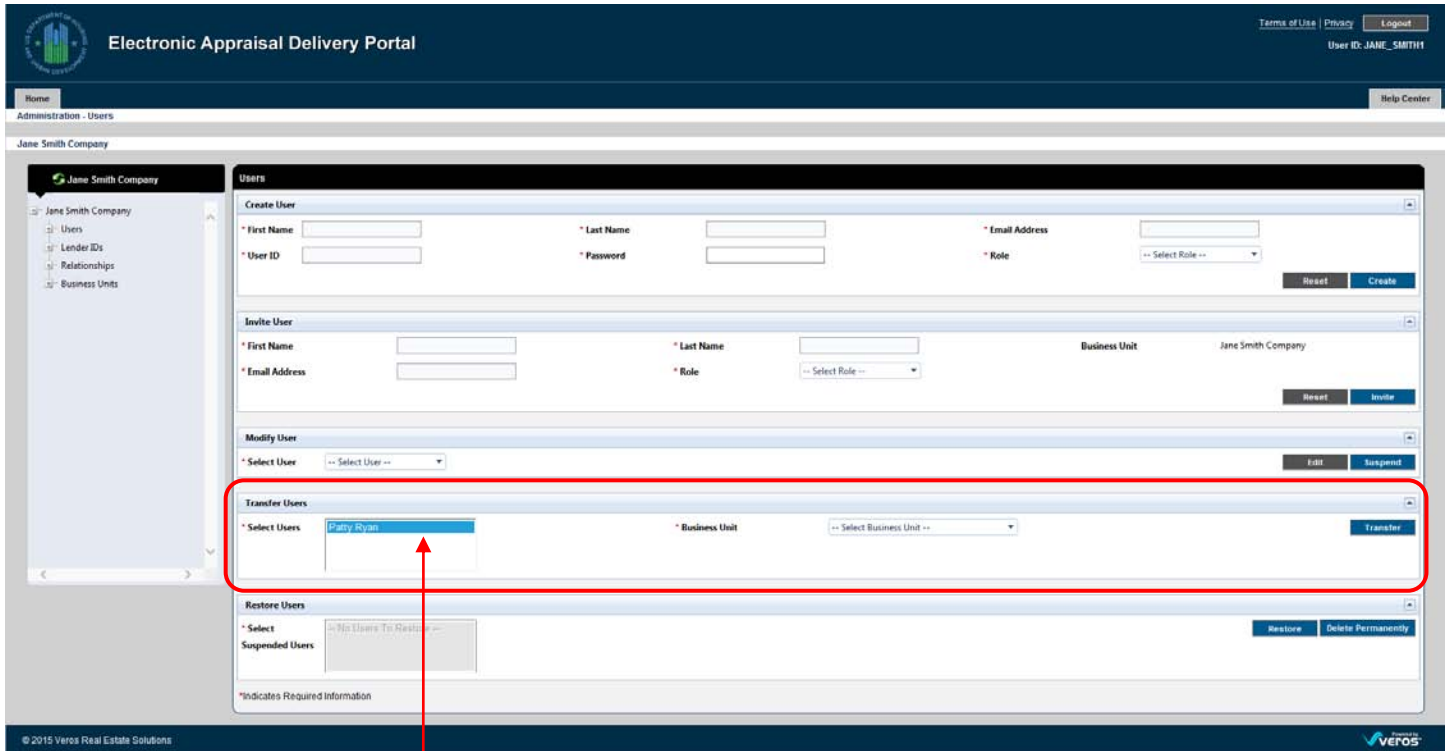 Terms of Use | Privacy Logout
Electronic Appraisal Delivery Portal
User ID: JANE_SMITH1
Home Help Center
Administration - Users
Jane Smith Company
Jane Smith Company
Jane Smith Company
Users
Lender IDs
Relationships
Business Units
Users
Create User
* First Name * Last Name * Email Address
* User ID * Password * Role -- Select Role --
Reset Create
Invite User
* First Name * Last Name Business Unit Jane Smith Company
* Email Address * Role -- Select Role --
Reset Invite
Modify User
* Select User -- Select User -- Edit Suspend
Transfer Users
* Select Users Patty Ryan * Business Unit -- Select Business Unit -- Transfer
Restore Users
* Select Suspended Users -- No Users To Restore -- Restore Delete Permanently
*Indicates Required Information
© 2015 Veros Real Estate Solutions
Powered by
veros